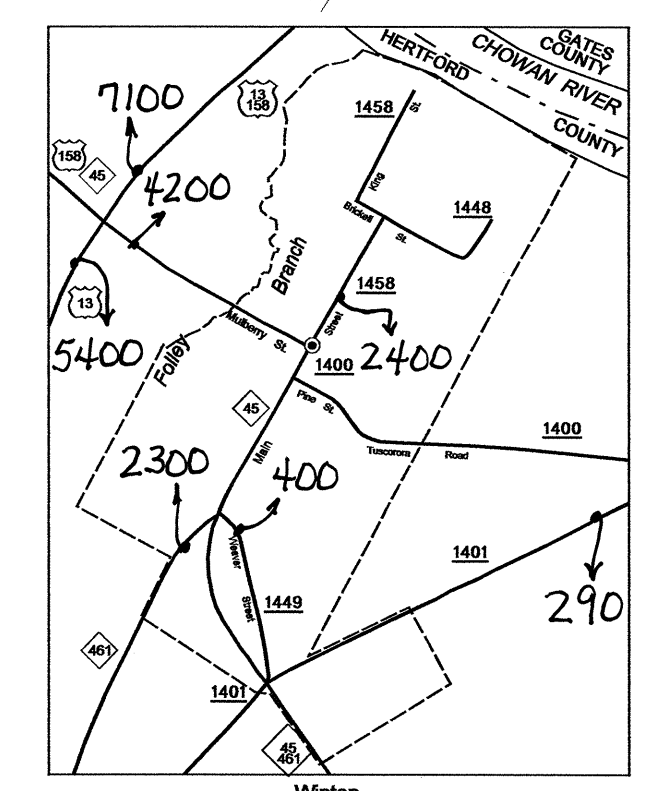 GATES
COUNTY
HERTFORD
CHOWAN RIVER
COUNTY
7100
13
158
1458
St.
158
45
4200
King
Brickell
St.
1448
Branch
1458
13
Mulberry St.
Street
5400
Folley
1400
2400
45
Pine St.
1400
Main
Tuscorora Road
2300
400
Weaver
Street
1401
1449
290
461
1401
45
461
Winton